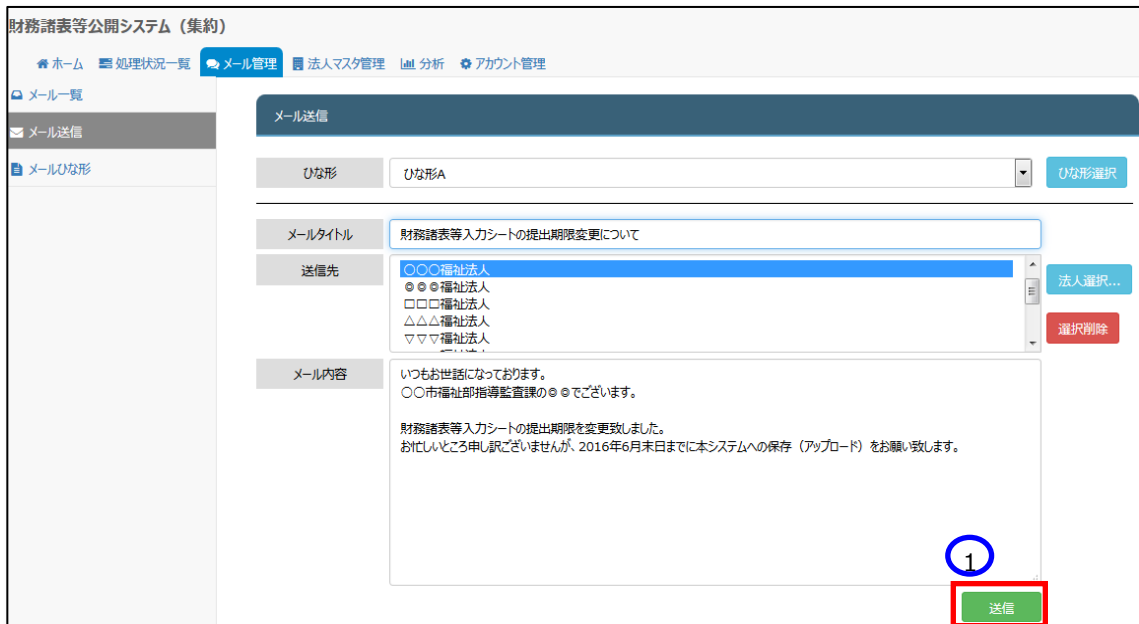 財務諸表等公開システム（集約）
ホーム 処理状況一覧 メール管理 法人マスタ管理 分析 アカウント管理
メール一覧
メール送信
メールひな形
メール送信
ひな形 ひな形A ひな形選択
メールタイトル 財務諸表等入力シートの提出期限変更について
送信先 ○○○福祉法人 法人選択...
◎◎◎福祉法人
□□□福祉法人
△△△福祉法人 選択削除
▽▽▽福祉法人
メール内容 いつもお世話になっております。
○○市福祉部指導監査課の◎◎でございます。
財務諸表等入力シートの提出期限を変更致しました。
お忙しいところ申し訳ございませんが、2016年6月末日までに本システムへの保存（アップロード）をお願い致します。
1
送信